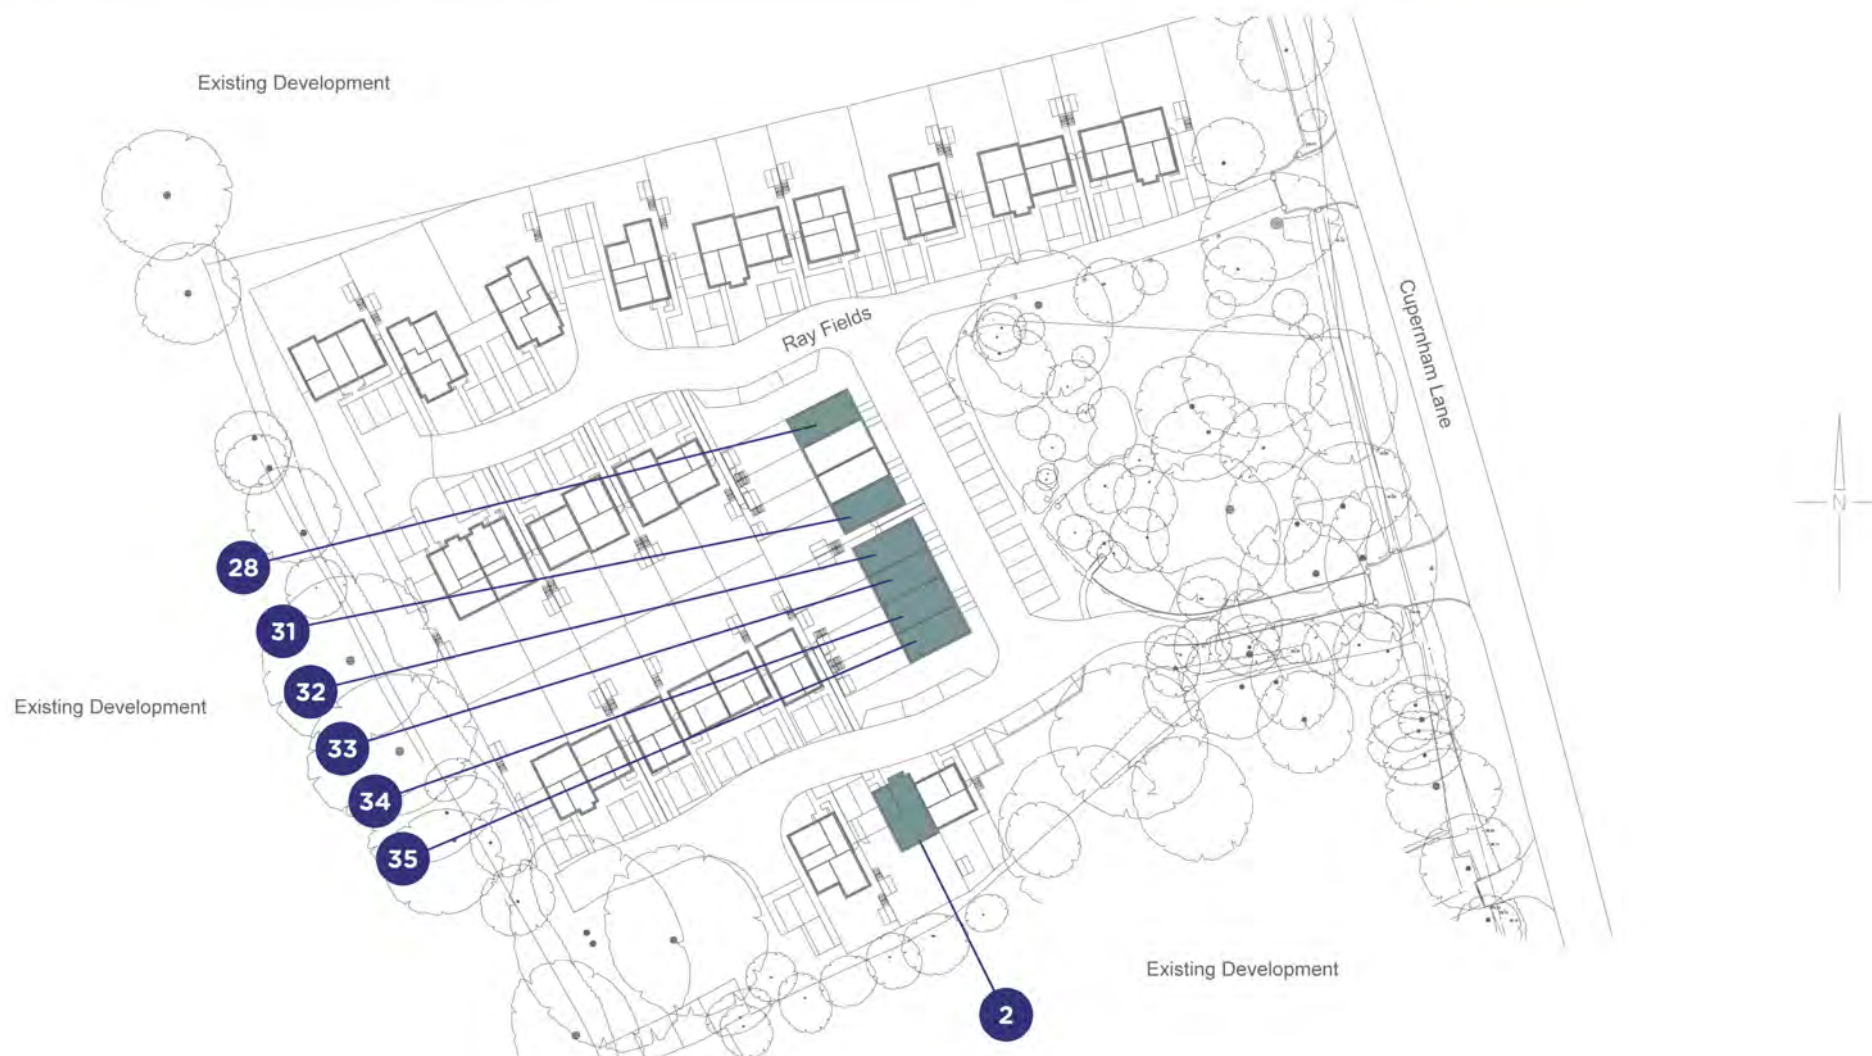 Existing Development
Ray Fields
Cupernham Lane
N
28
31
32
33
34
35
Existing Development
2
Existing Development